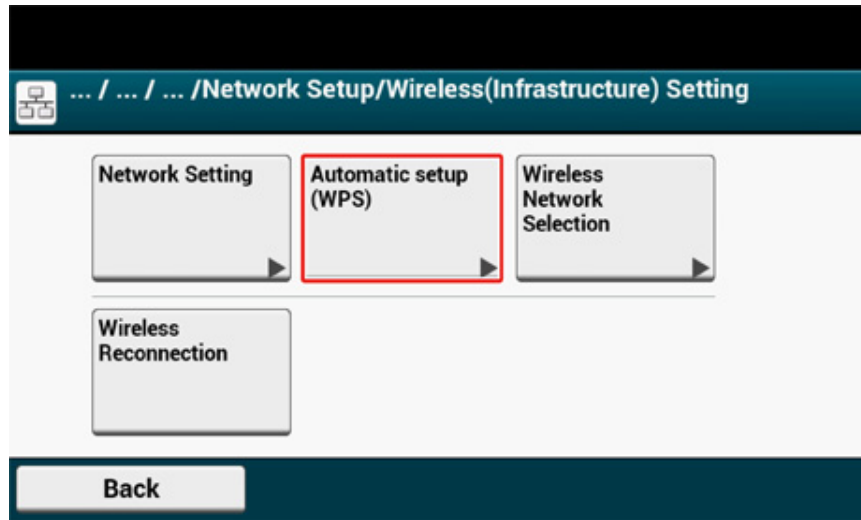 ... / ... / ... /Network Setup/Wireless(Infrastructure) Setting
Network Setting
Automatic setup
(WPS)
Wireless
Network
Selection
Wireless
Reconnection
Back